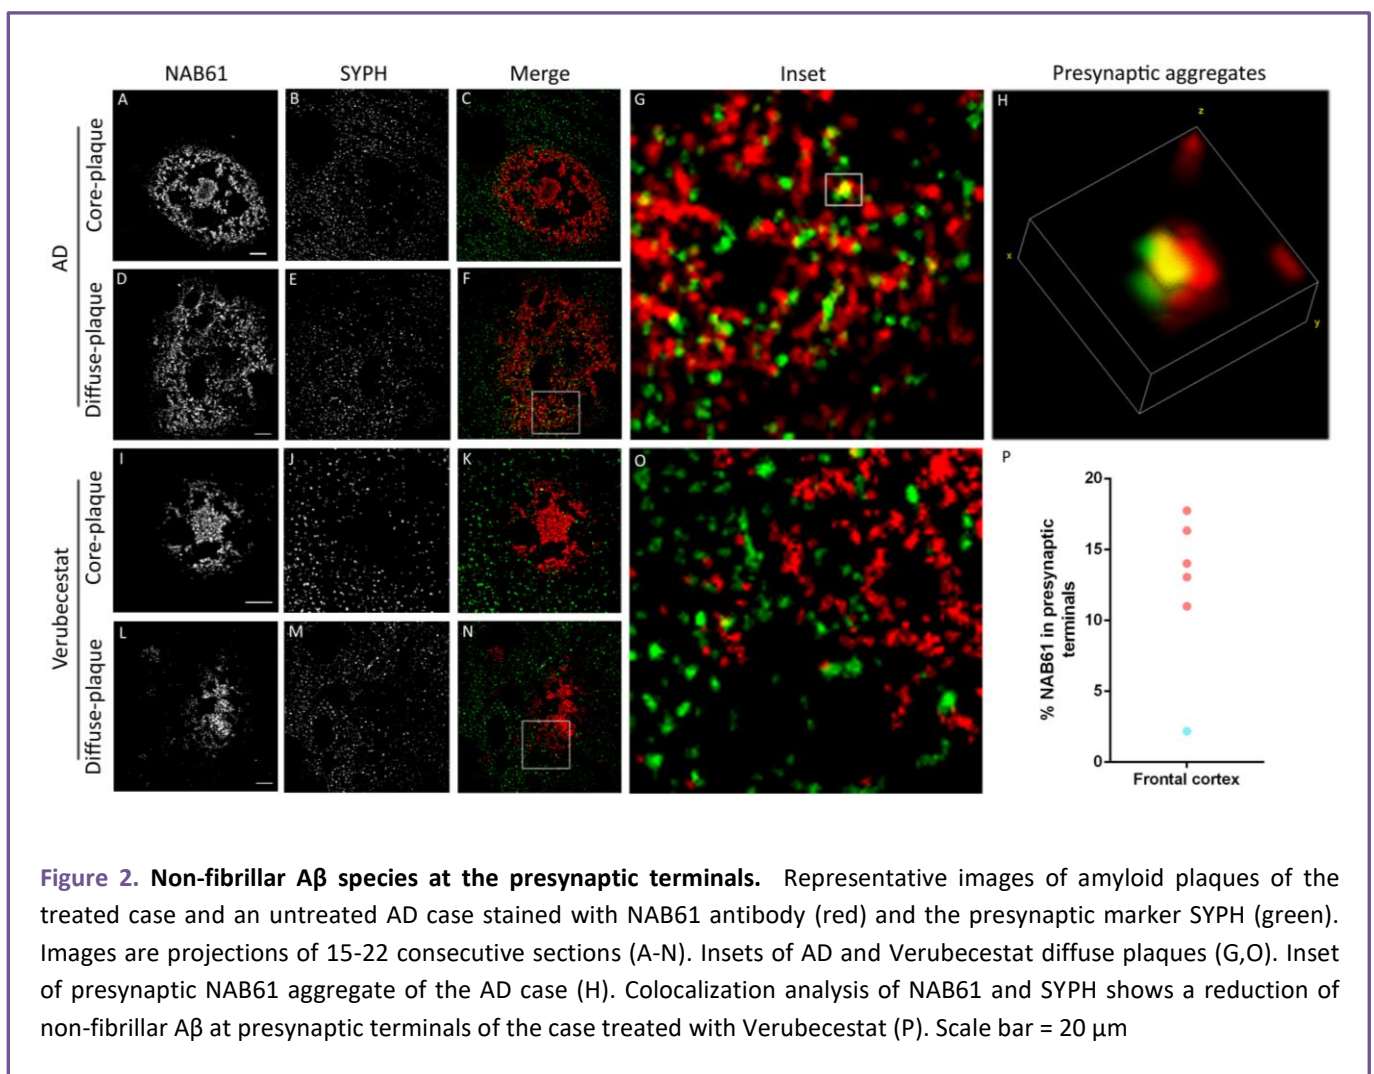 NAB61 SYPH Merge Inset Presynaptic aggregates
AD
Core-plaque
A B C G H
z
x
y
Diffuse-plaque
D E F
Verubecestat
Core-plaque
I J K O P
Diffuse-plaque
L M N
% NAB61 in presynaptic
terminals
20
15
10
5
0
Frontal cortex
Figure 2. Non-fibrillar Aβ species at the presynaptic terminals. Representative images of amyloid plaques of the
treated case and an untreated AD case stained with NAB61 antibody (red) and the presynaptic marker SYPH (green).
Images are projections of 15-22 consecutive sections (A-N). Insets of AD and Verubecestat diffuse plaques (G,O). Inset
of presynaptic NAB61 aggregate of the AD case (H). Colocalization analysis of NAB61 and SYPH shows a reduction of
non-fibrillar Aβ at presynaptic terminals of the case treated with Verubecestat (P). Scale bar = 20 μm